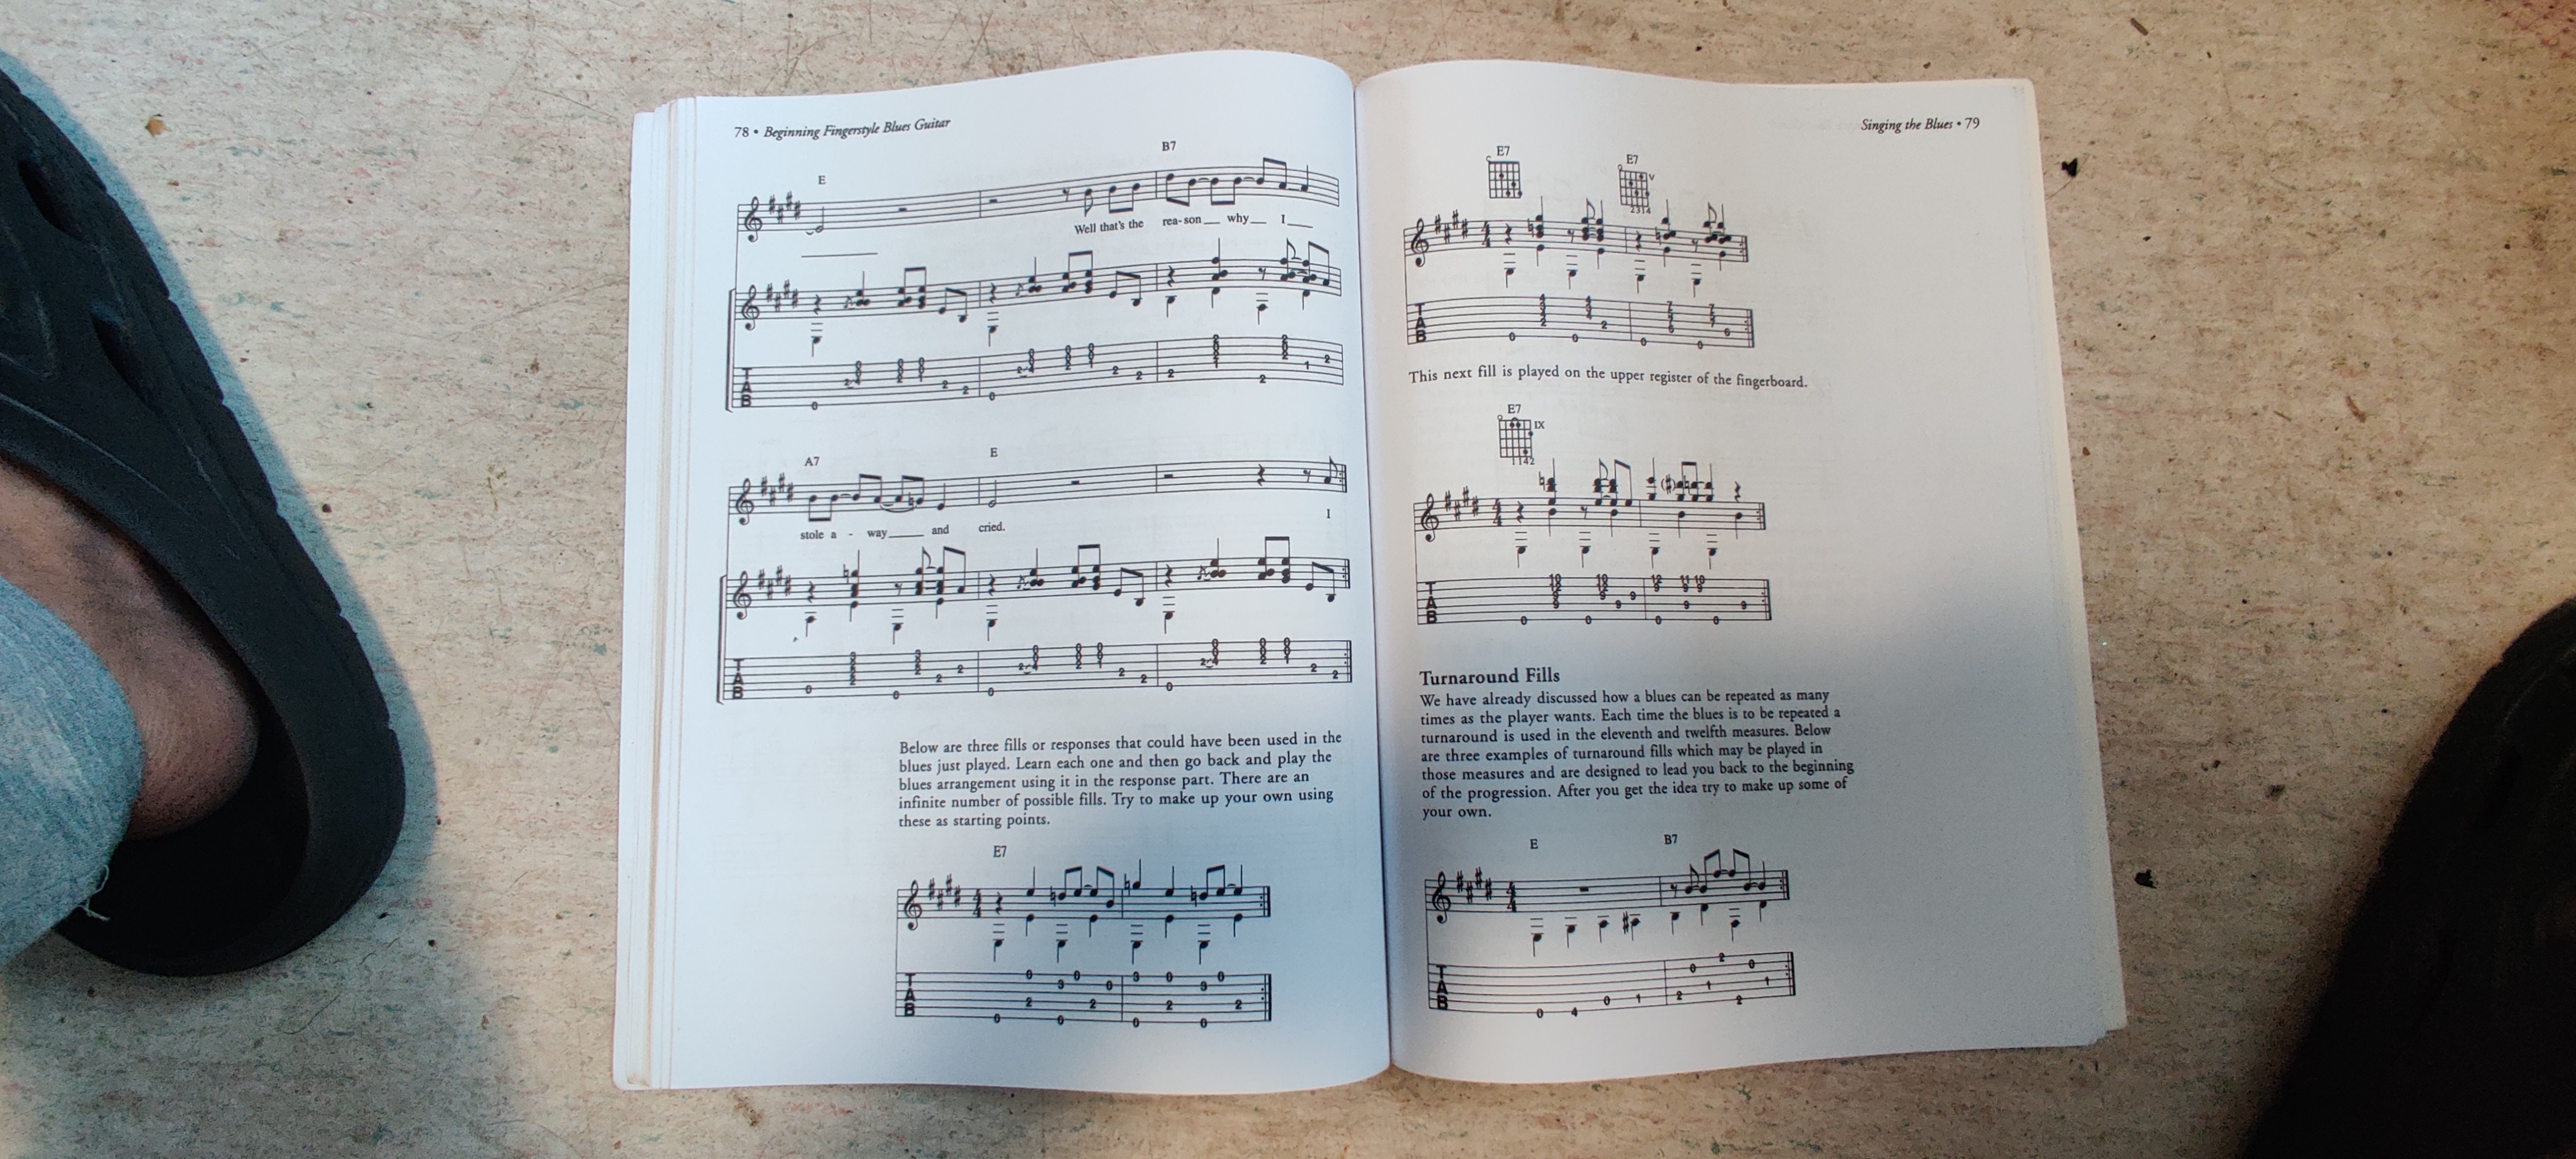 78 • Beginning Fingerstyle Blues Guitar
E
B7
Well that's the rea-son why I
A7
E
stole a - way and cried.
I
Below are three fills or responses that could have been used in the
blues just played. Learn each one and then go back and play the
blues arrangement using it in the response part. There are an
infinite number of possible fills. Try to make up your own using
these as starting points.
E7
Singing the Blues • 79
E7
E7
V
2314
This next fill is played on the upper register of the fingerboard.
E7
IX
1142
Turnaround Fills
We have already discussed how a blues can be repeated as many
times as the player wants. Each time the blues is to be repeated a
turnaround is used in the eleventh and twelfth measures. Below
are three examples of turnaround fills which may be played in
those measures and are designed to lead you back to the beginning
of the progression. After you get the idea try to make up some of
your own.
E
B7